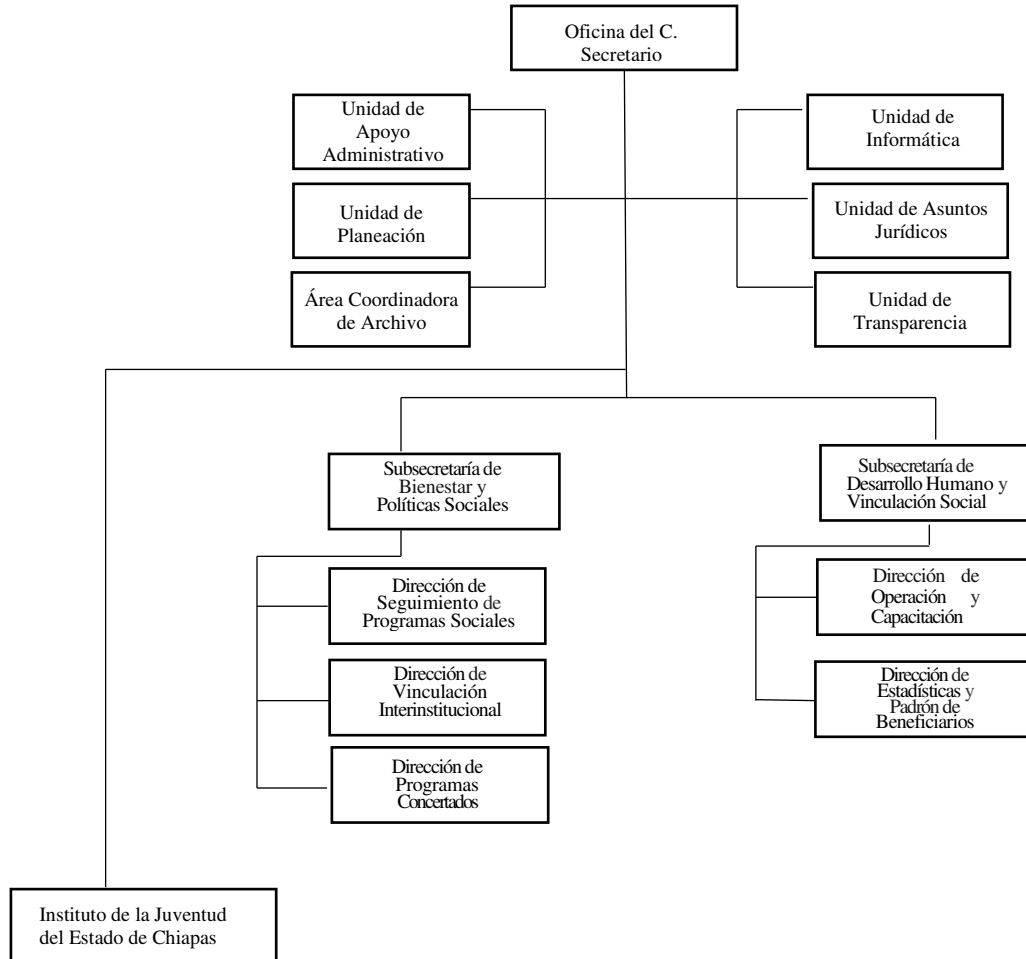 Oficina del C.
Secretario
Unidad de
Apoyo
Administrativo
Unidad de
Informática
Unidad de
Planeación
Unidad de Asuntos
Jurídicos
Área Coordinadora
de Archivo
Unidad de
Transparencia
Subsecretaría de
Bienestar y
Políticas Sociales
Subsecretaría de
Desarrollo Humano y
Vinculación Social
Dirección de
Seguimiento de
Programas Sociales
Dirección de
Operación y
Capacitación
Dirección de
Vinculación
Interinstitucional
Dirección de
Estadísticas y
Padrón de
Beneficiarios
Dirección de
Programas
Concertados
Instituto de la Juventud
del Estado de Chiapas